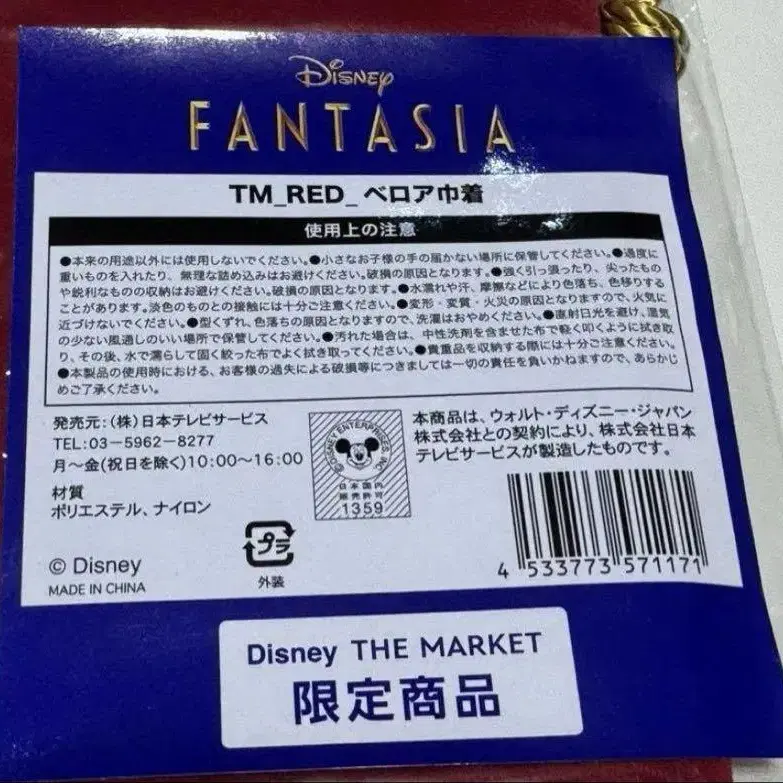 Disney
FANTASIA
TM_RED_ベロア巾着
使用上の注意
●本来の用途以外には使用しないでください。●小さなお子様の手の届かない場所に保管してください。●過度に
重いものを入れたり、無理な詰め込みはお避けください。破損の原因となります。●強く引っ張ったり、尖ったもの
や鋭利なものの収納はお避けください。破損の原因となります。●水濡れや汗、摩擦などにより色落ち、色移りする
ことがあります。淡色のものとの接触には十分ご注意ください。●変形・変質・火災の原因となりますので、火気に
近づけないでください。●型くずれ、色落ちの原因となりますので、洗濯はおやめください。●直射日光を避け、湿気
の少ない風通しのいい場所で保管してください。●汚れた場合は、中性洗剤を含ませた布で軽く叩くように拭き取
り、その後、水で濡らして固く絞った布でよく拭き取ってください。●貴重品を収納する際には十分ご注意ください。
●本製品の使用時における、お客様の過失による破損等につきましては一切の責任を負いかねますので、あらかじ
めご了承ください。
発売元:(株)日本テレビサービス
TEL:03-5962-8277
月〜金(祝日を除く)10:00〜16:00
材質
ポリエステル、ナイロン
© Disney
MADE IN CHINA
プラ
外装
©DISNEY ENTERPRISES, INC.
日本国内
販売許可
1359
本商品は、ウォルト・ディズニー・ジャパン
株式会社との契約により、株式会社日本
テレビサービスが製造したものです。
4 533773 571171
Disney THE MARKET
限定商品